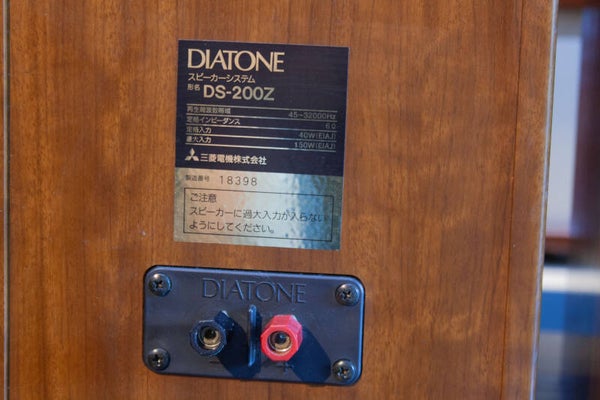 DIATONE
スピーカーシステム
形名 DS-200Z
再生周波数帯域 45~32000Hz
定格インピーダンス 6Ω
定格入力 40W(EIAJ)
最大入力 150W(EIAJ)
三菱電機株式会社
製造番号 18398
ご注意
スピーカーに過大入力が入らない
ようにしてください。
DIATONE